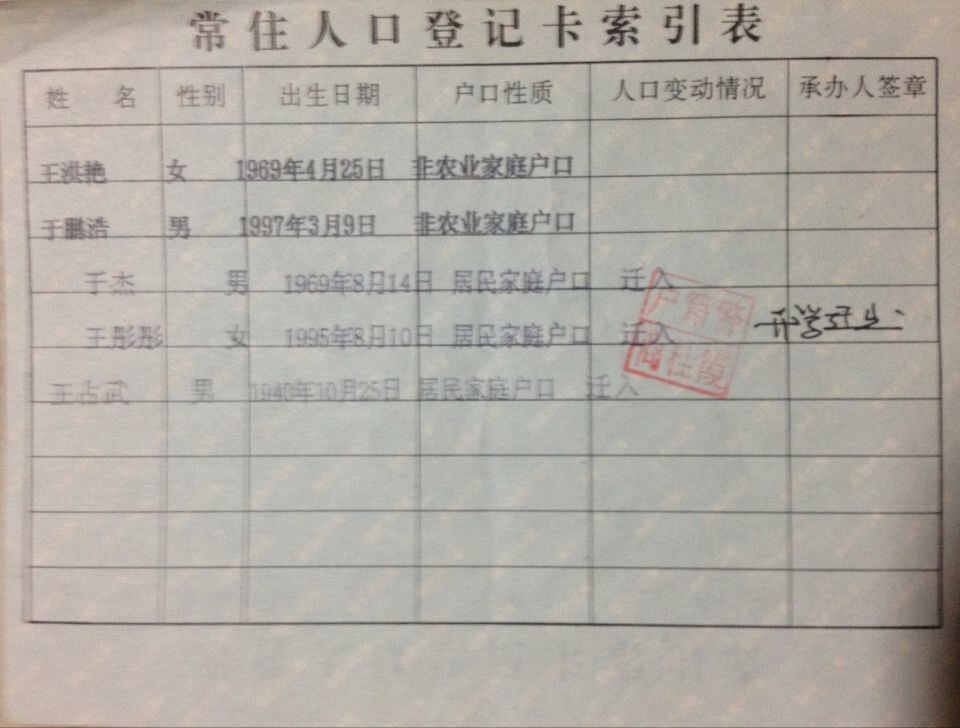 常住人口登记卡索引表
姓 名 性别 出生日期 户口性质 人口变动情况 承办人签章
王洪艳 女 1969年4月25日 非农业家庭户口
于鹏浩 男 1997年3月9日 非农业家庭户口
于杰 男 1969年8月14日 居民家庭户口 迁入
王彤彤 女 1995年8月10日 居民家庭户口 迁入
王占武 男 1940年10月25日 居民家庭户口 迁入